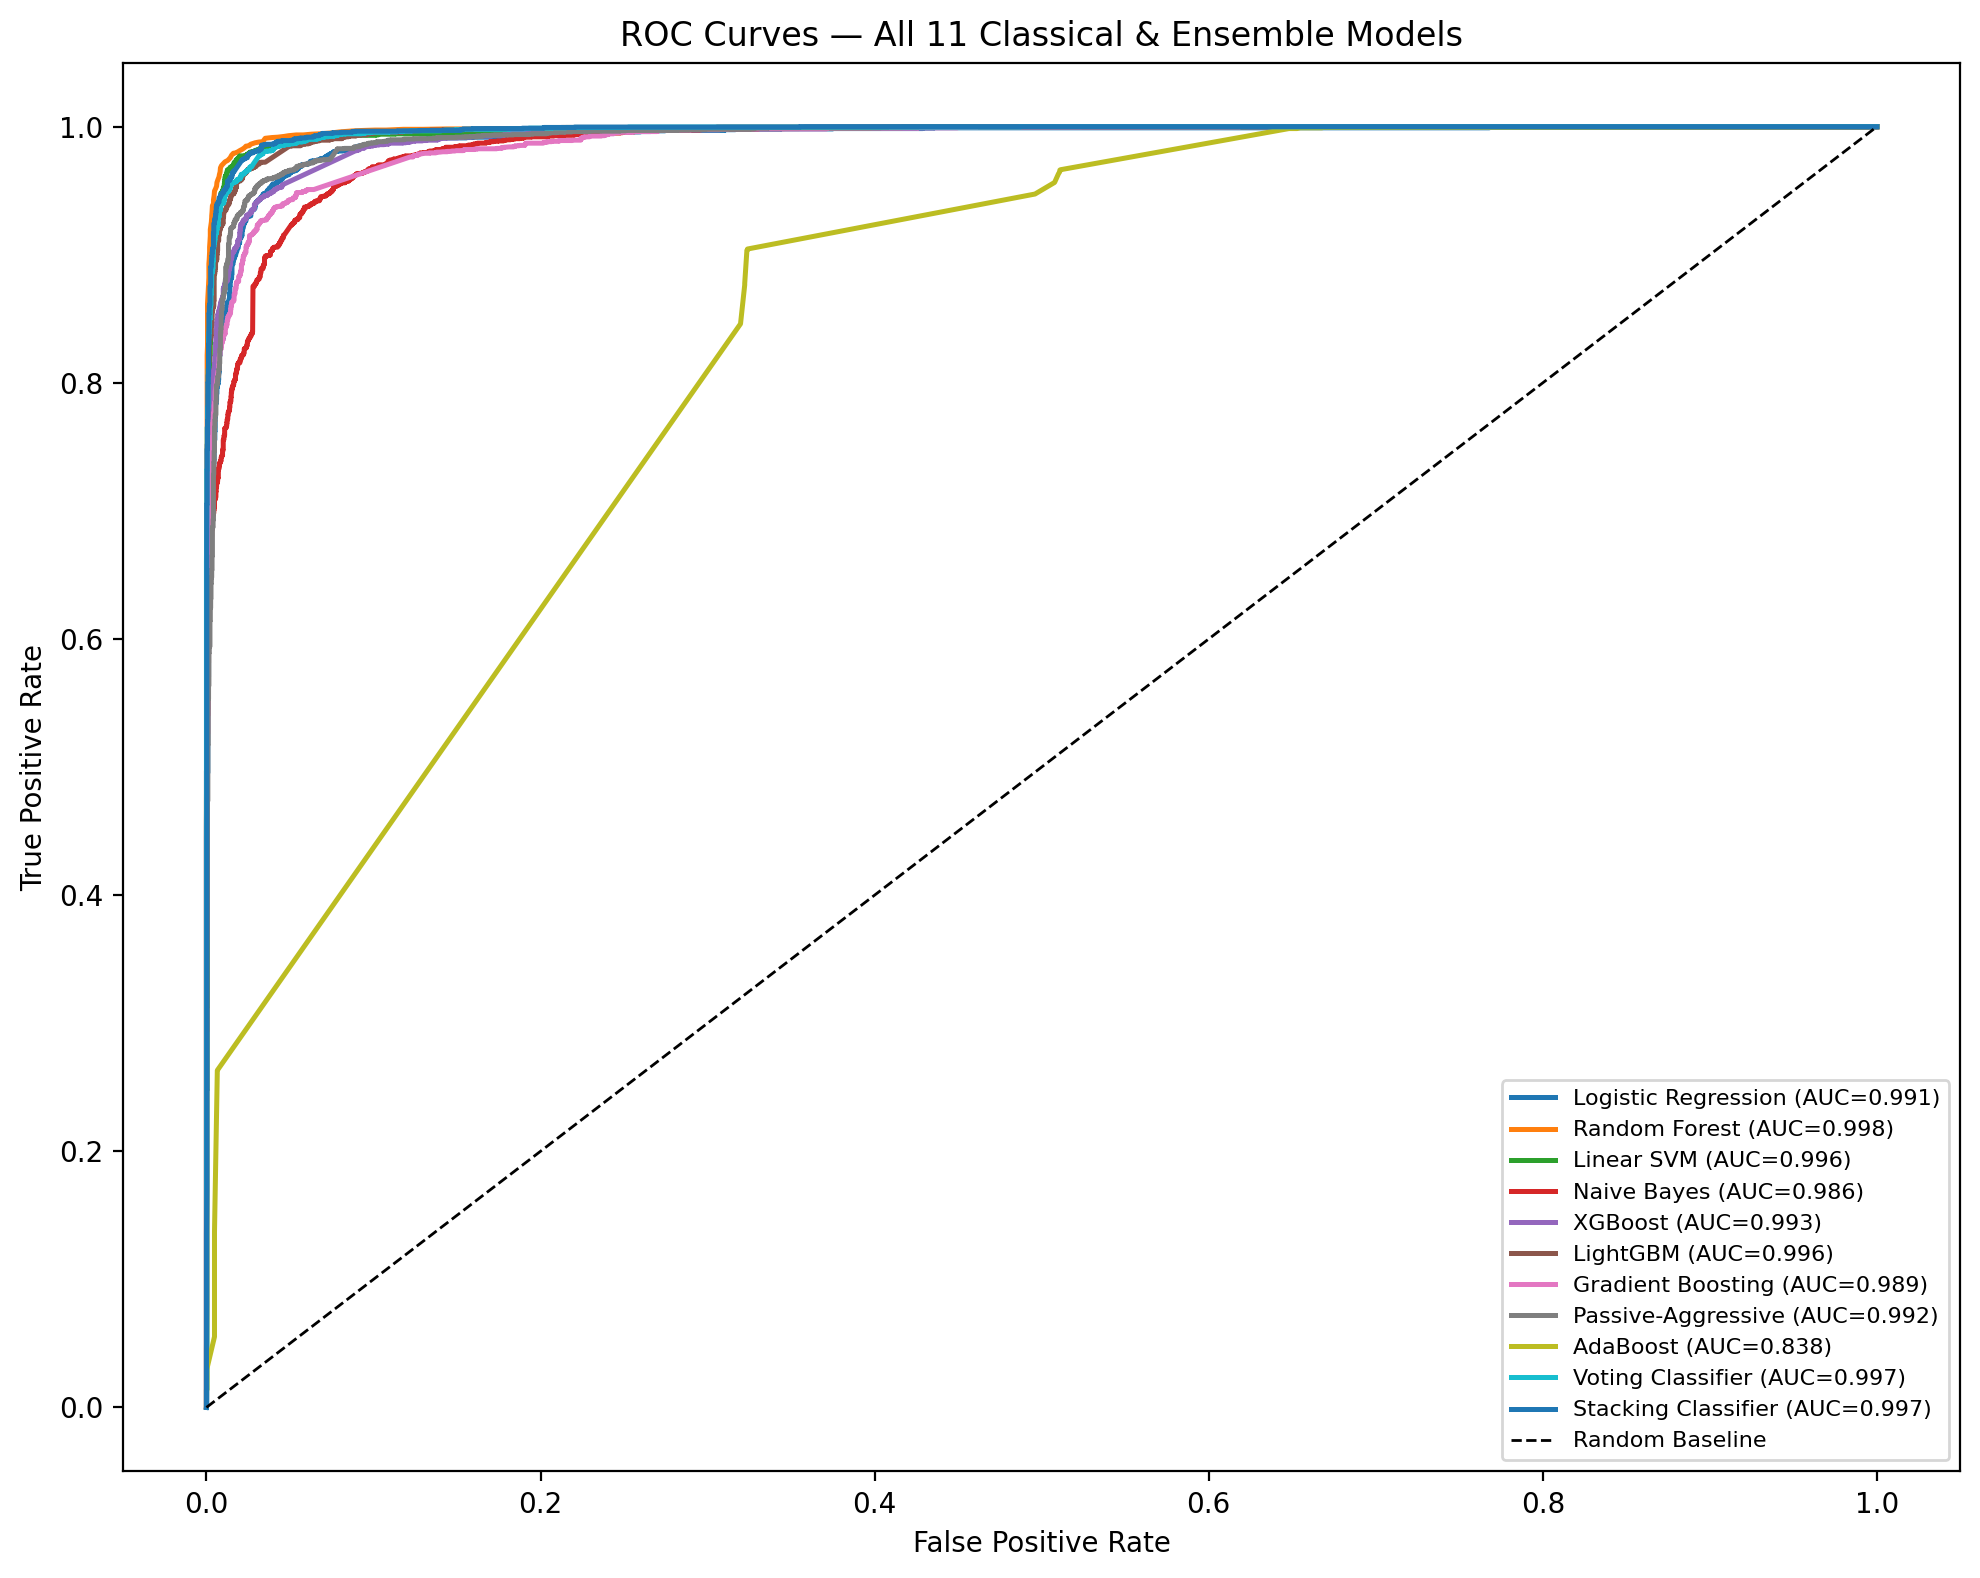 ROC Curves — All 11 Classical & Ensemble Models
True Positive Rate
1.0
0.8
0.6
0.4
0.2
0.0
Logistic Regression (AUC=0.991)
Random Forest (AUC=0.998)
Linear SVM (AUC=0.996)
Naive Bayes (AUC=0.986)
XGBoost (AUC=0.993)
LightGBM (AUC=0.996)
Gradient Boosting (AUC=0.989)
Passive-Aggressive (AUC=0.992)
AdaBoost (AUC=0.838)
Voting Classifier (AUC=0.997)
Stacking Classifier (AUC=0.997)
Random Baseline
0.0 0.2 0.4 0.6 0.8 1.0
False Positive Rate